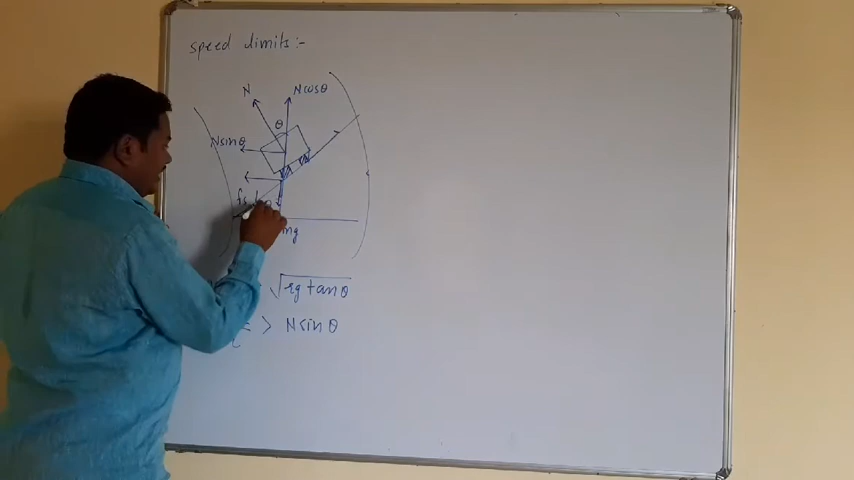 speed limits:-
N
Ncosθ
θ
Nsinθ
mg
√rg tanθ
> Nsinθ